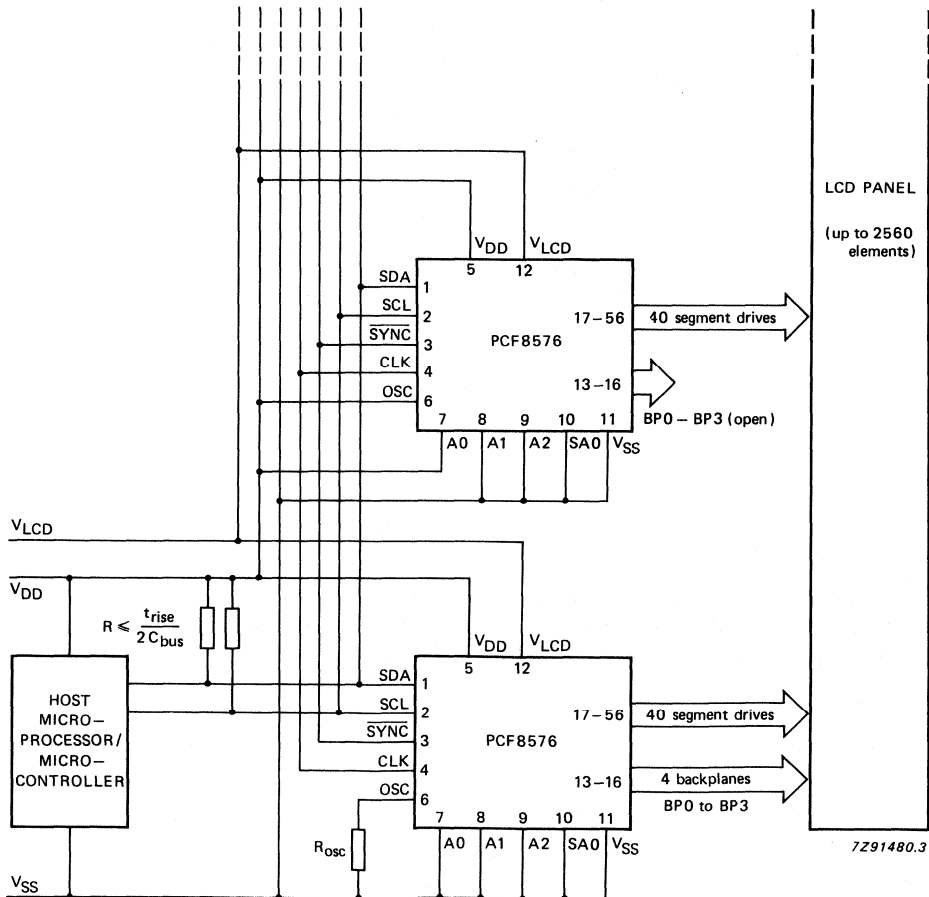 LCD PANEL
(up to 2560
elements)
VDD
VLCD
5
12
SDA
1
SCL
2
SYNC
3
CLK
4
OSC
6
PCF8576
17–56
40 segment drives
13–16
BP0 – BP3 (open)
7
8
9
10
11
A0
A1
A2
SA0
VSS
VLCD
VDD
R ⩽ trise
2 Cbus
HOST
MICRO–
PROCESSOR/
MICRO–
CONTROLLER
VDD
VLCD
5
12
SDA
1
SCL
2
SYNC
3
CLK
4
OSC
6
PCF8576
17–56
40 segment drives
13–16
4 backplanes
BP0 to BP3
7
8
9
10
11
A0
A1
A2
SA0
VSS
Rosc
VSS
7Z91480.3